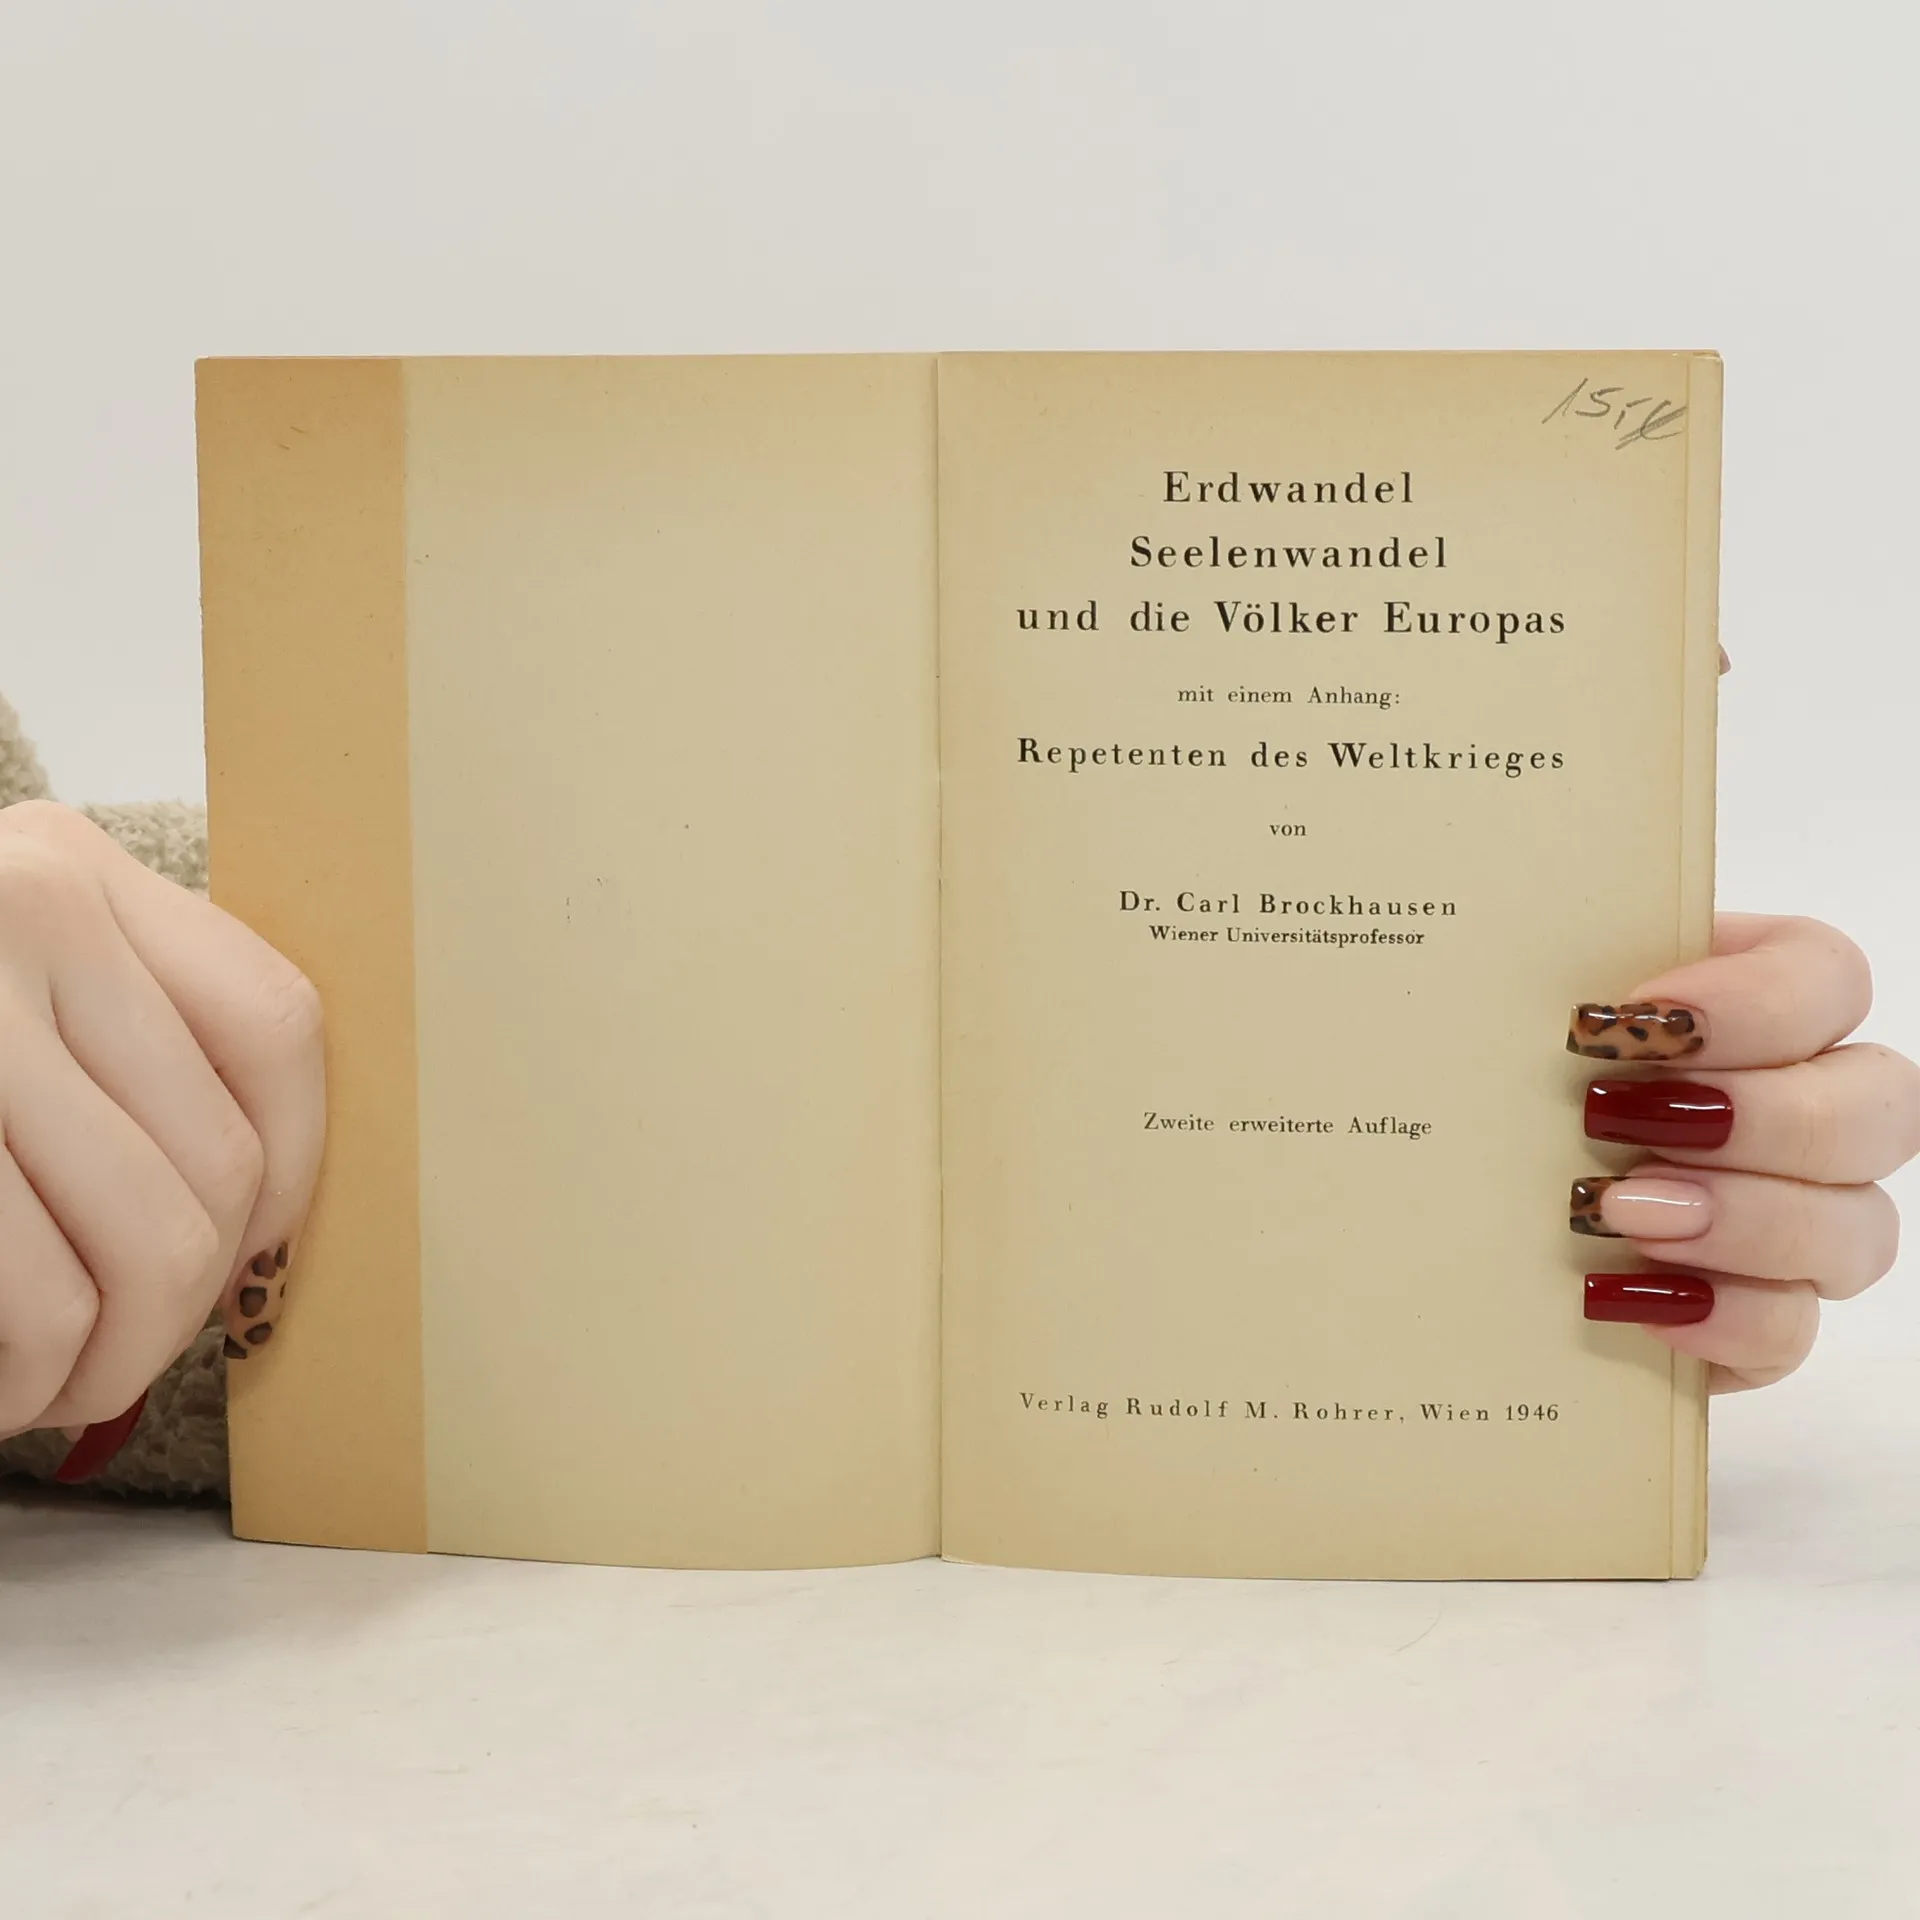 15,-€
Erdwandel
Seelenwandel
und die Völker Europas
mit einem Anhang:
Repetenten des Weltkrieges
von
Dr. Carl Brockhausen
Wiener Universitätsprofessor
Zweite erweiterte Auflage
Verlag Rudolf M. Rohrer, Wien 1946